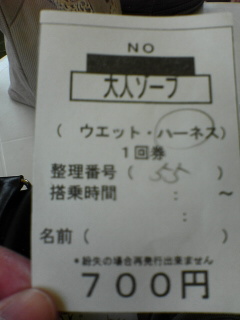 NO
大人ソープ
( ウエット・ハーネス)
1回券
整理番号( 55 )
搭乗時間 : ～
:
名前( )
*紛失の場合再発行出来ません
700円